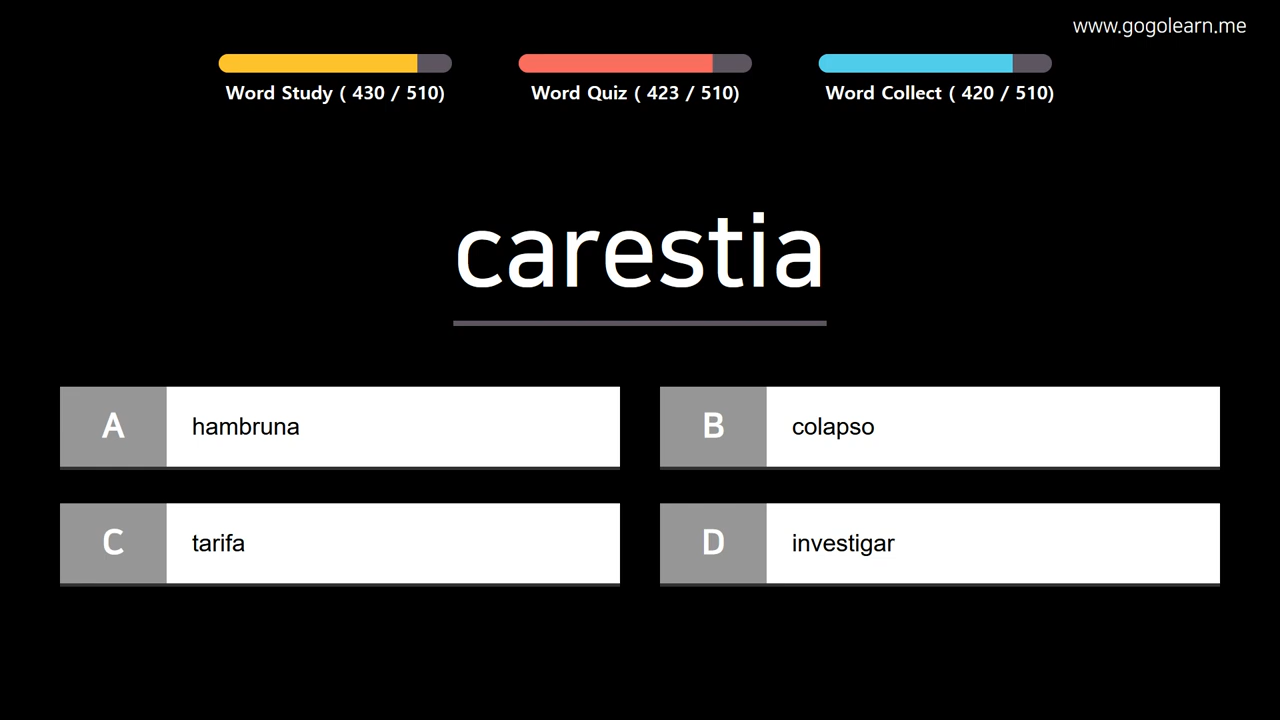 www.gogolearn.me
Word Study ( 430 / 510)
Word Quiz ( 423 / 510)
Word Collect ( 420 / 510)
carestia
A hambruna
B colapso
C tarifa
D investigar